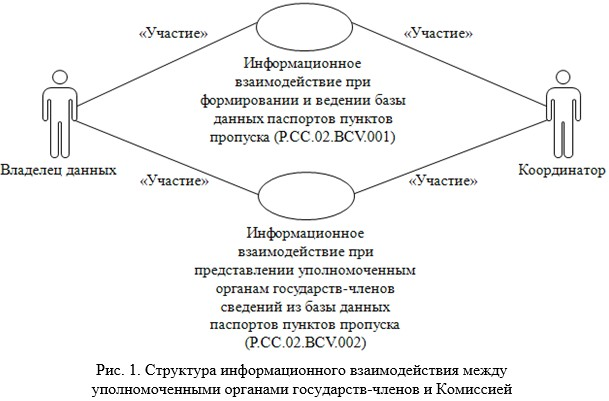 «Участие»
«Участие»
Информационное
взаимодействие при
формировании и ведении базы
данных паспортов пунктов
пропуска (P.CC.02.BCV.001)
Владелец данных
Координатор
«Участие»
«Участие»
Информационное
взаимодействие при
представлении уполномоченным
органам государств-членов
сведений из базы данных
паспортов пунктов пропуска
(P.CC.02.BCV.002)
Рис. 1. Структура информационного взаимодействия между
уполномоченными органами государств-членов и Комиссией